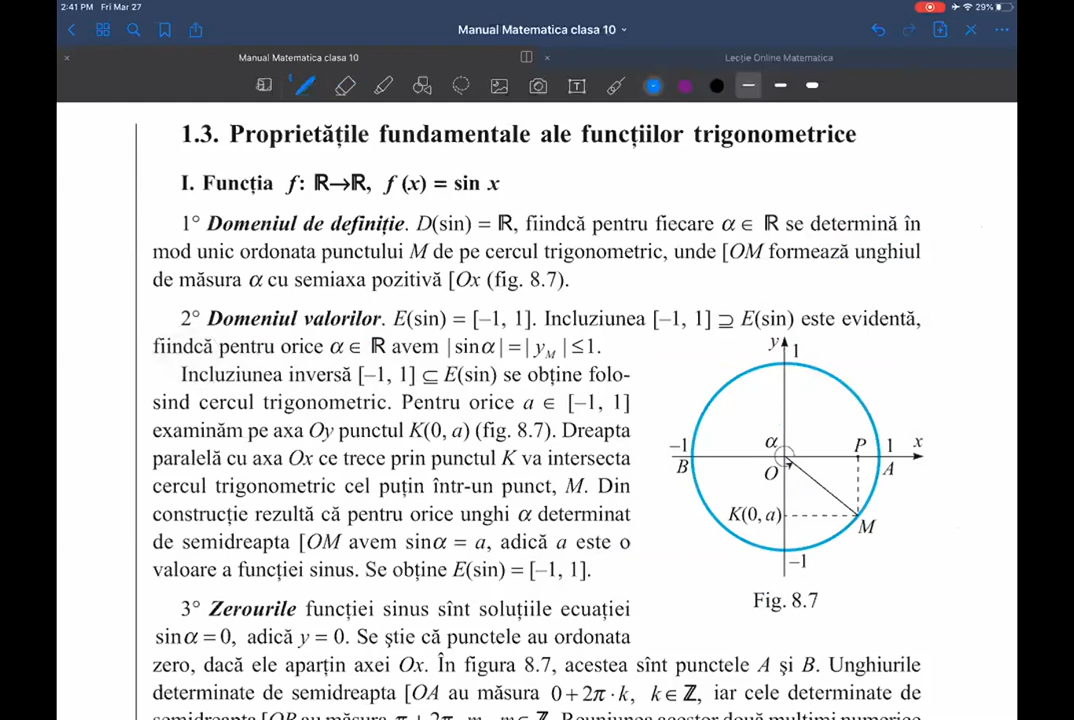 2:41 PM Fri Mar 27
29%
Manual Matematica clasa 10
Manual Matematica clasa 10
Lecție Online Matematica
1.3. Proprietățile fundamentale ale funcțiilor trigonometrice
I. Funcția f: ℝ→ℝ, f (x) = sin x
1° Domeniul de definiție. D(sin) = ℝ, fiindcă pentru fiecare α ∈ ℝ se determină în
mod unic ordonata punctului M de pe cercul trigonometric, unde [OM formează unghiul
de măsura α cu semiaxa pozitivă [Ox (fig. 8.7).
2° Domeniul valorilor. E(sin) = [–1, 1]. Incluziunea [–1, 1] ⊇ E(sin) este evidentă,
fiindcă pentru orice α ∈ ℝ avem |sinα|=|y_M|≤1.
Incluziunea inversă [–1, 1] ⊆ E(sin) se obține folo-
sind cercul trigonometric. Pentru orice a ∈ [–1, 1]
examinăm pe axa Oy punctul K(0, a) (fig. 8.7). Dreapta
paralelă cu axa Ox ce trece prin punctul K va intersecta
cercul trigonometric cel puțin într-un punct, M. Din
construcție rezultă că pentru orice unghi α determinat
de semidreapta [OM avem sinα = a, adică a este o
valoare a funcției sinus. Se obține E(sin) = [–1, 1].
y
1
–1
α
P
1
x
B
O
A
K(0, a)
M
–1
Fig. 8.7
3° Zerourile funcției sinus sînt soluțiile ecuației
sinα = 0, adică y = 0. Se știe că punctele au ordonata
zero, dacă ele aparțin axei Ox. În figura 8.7, acestea sînt punctele A și B. Unghiurile
determinate de semidreapta [OA au măsura 0+2π·k, k∈ℤ, iar cele determinate de
semidreapta [OB au măsura π+2π·m, m∈ℤ. Reuniunea acestor două mulțimi numerice